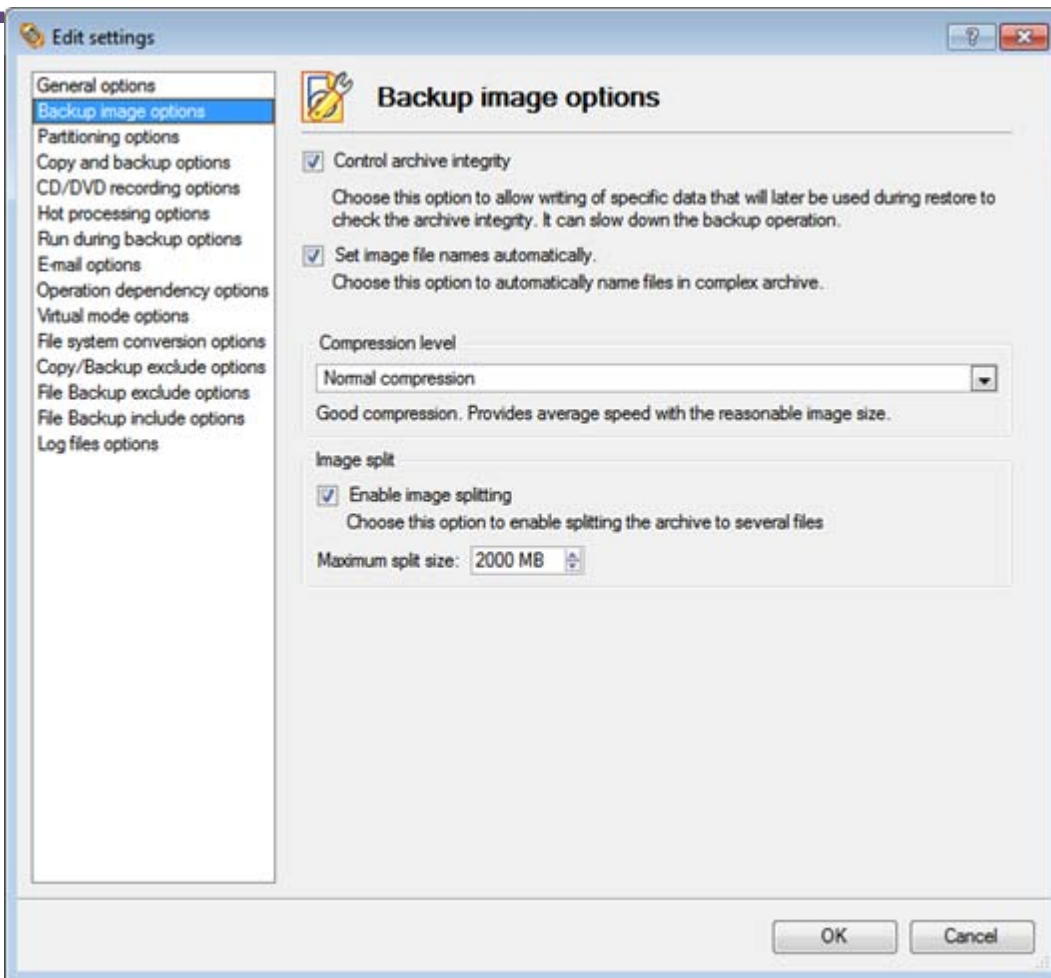 Edit settings
General options
Backup image options
Partitioning options
Copy and backup options
CD/DVD recording options
Hot processing options
Run during backup options
E-mail options
Operation dependency options
Virtual mode options
File system conversion options
Copy/Backup exclude options
File Backup exclude options
File Backup include options
Log files options
Backup image options
Control archive integrity
Choose this option to allow writing of specific data that will later be used during restore to
check the archive integrity. It can slow down the backup operation.
Set image file names automatically.
Choose this option to automatically name files in complex archive.
Compression level
Normal compression
Good compression. Provides average speed with the reasonable image size.
Image split
Enable image splitting
Choose this option to enable splitting the archive to several files
Maximum split size: 2000 MB
OK
Cancel